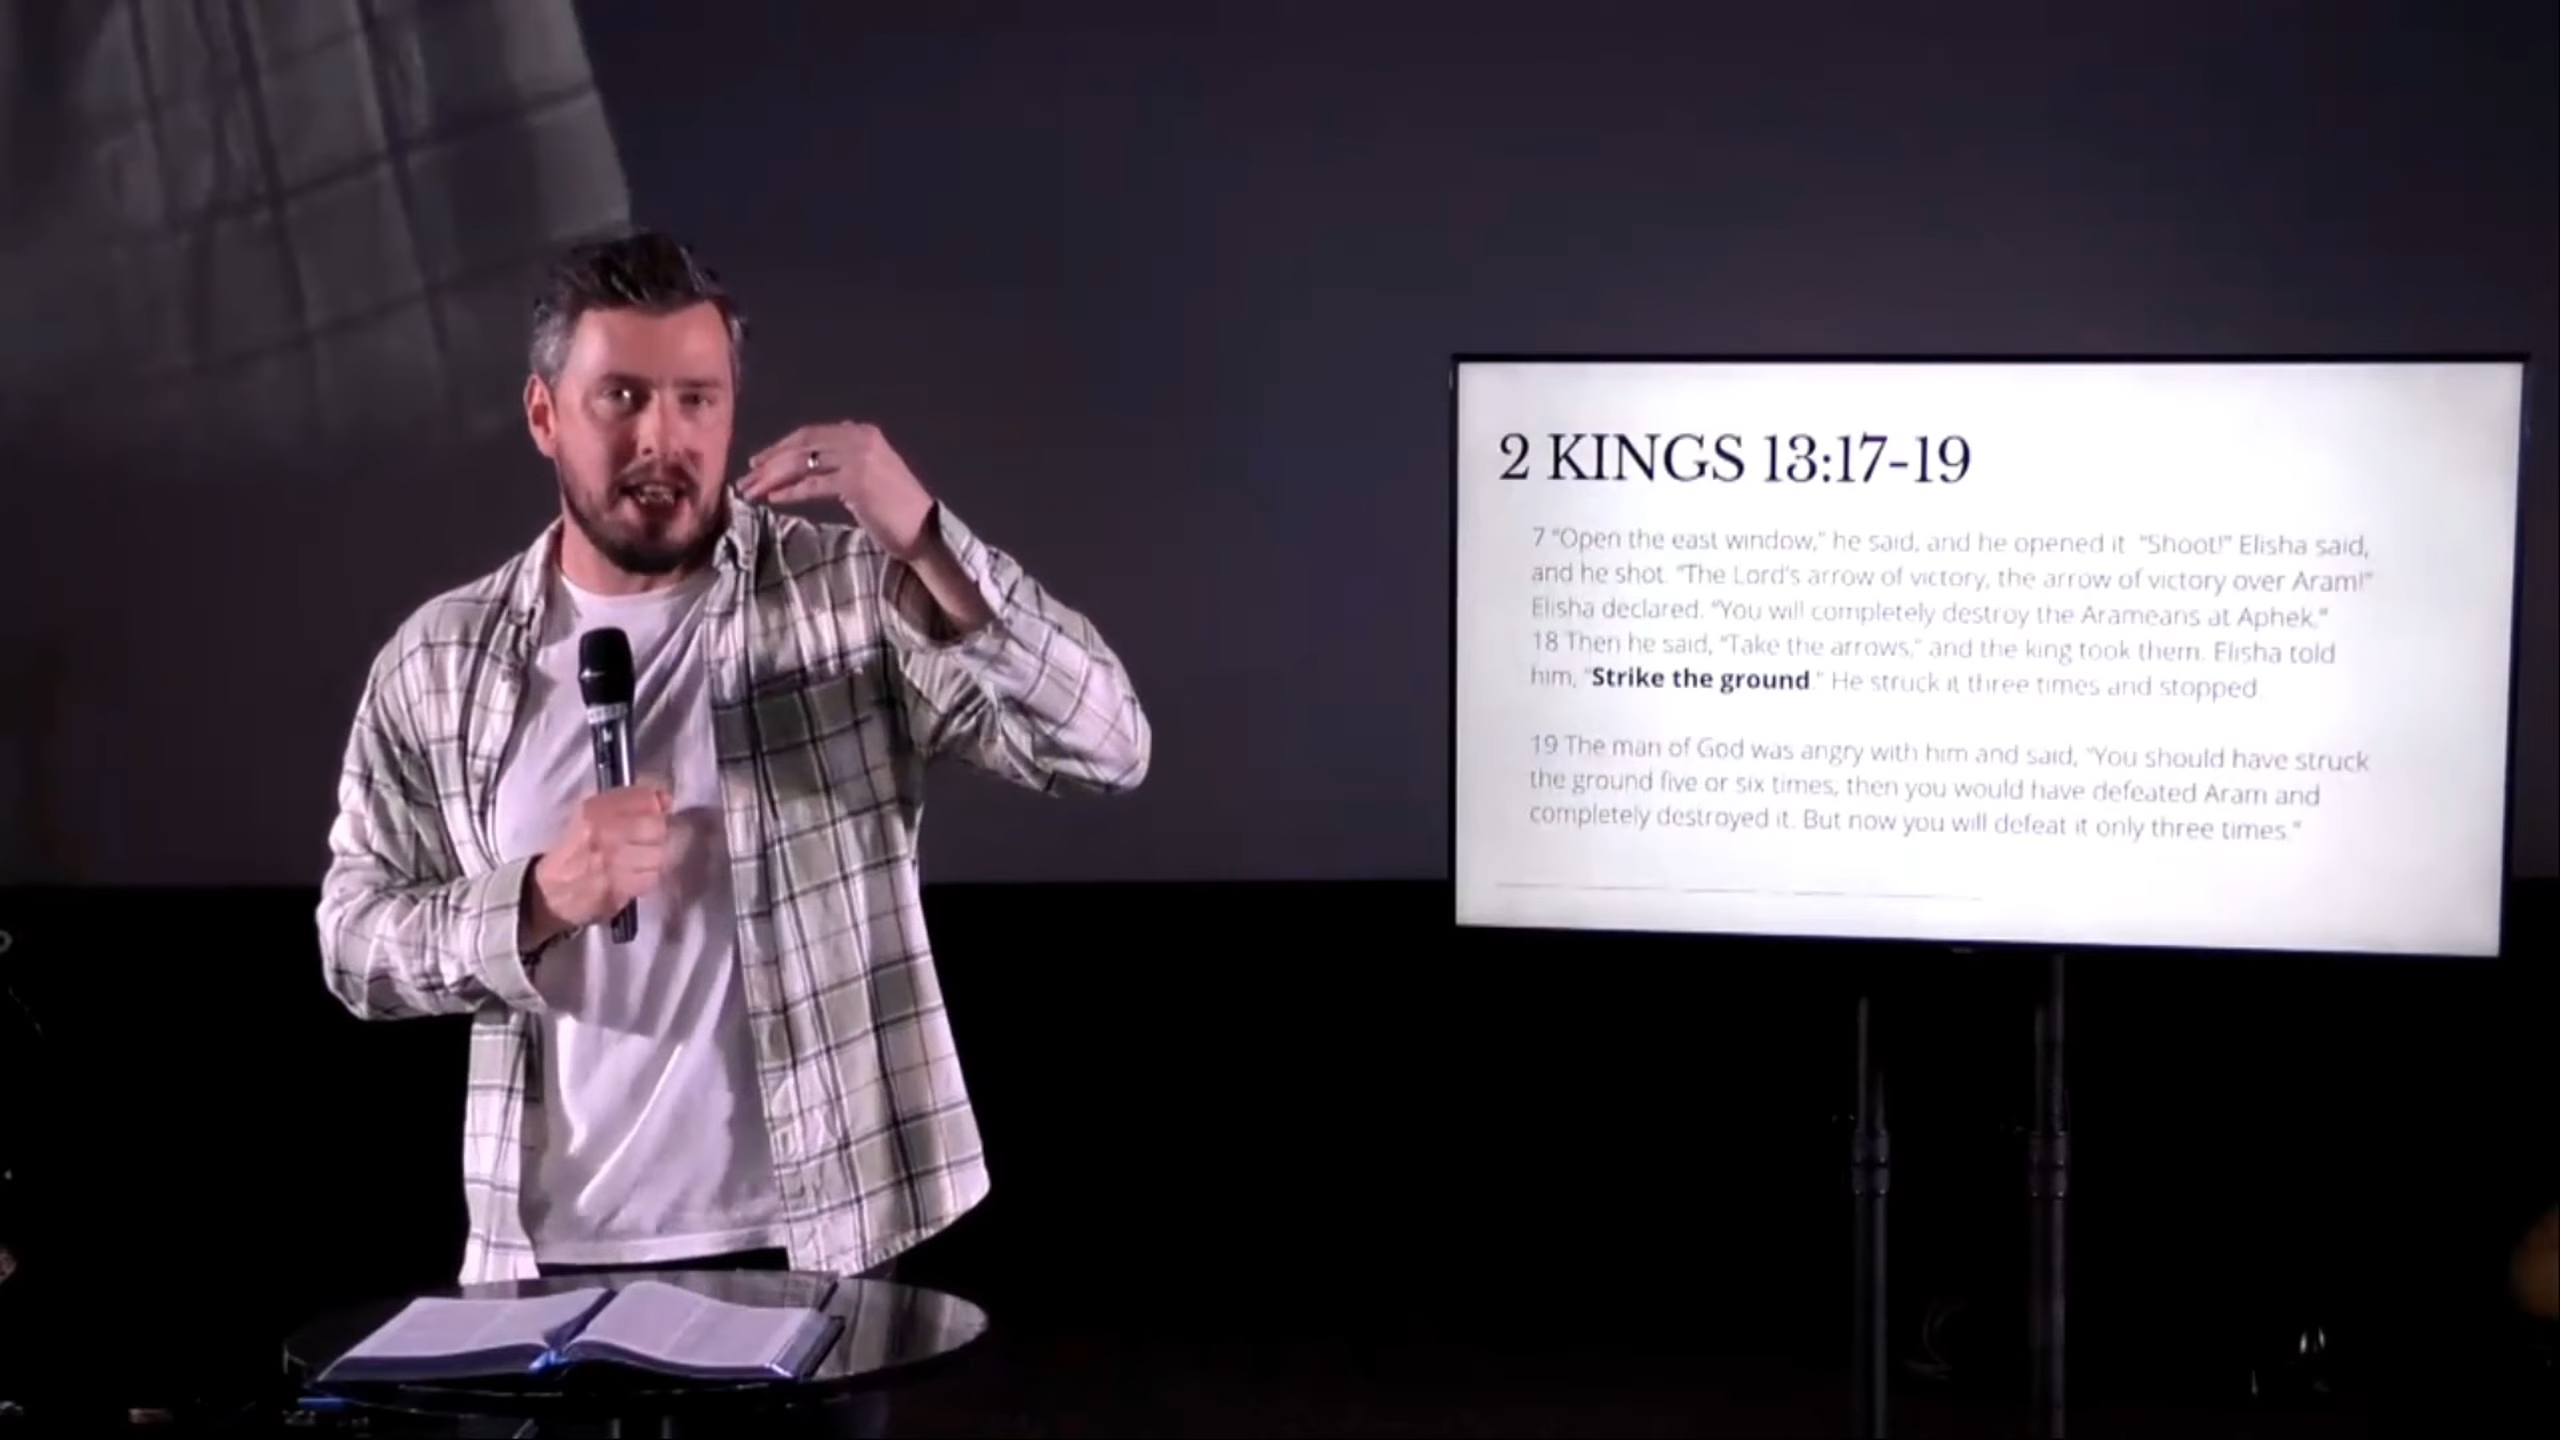 2 KINGS 13:17-19
7 “Open the east window,” he said, and he opened it “Shoot!” Elisha said,
and he shot. “The Lord’s arrow of victory, the arrow of victory over Aram!”
Elisha declared. “You will completely destroy the Arameans at Aphek.”
18 Then he said, “Take the arrows,” and the king took them. Elisha told
him, “Strike the ground.” He struck it three times and stopped.
19 The man of God was angry with him and said, “You should have struck
the ground five or six times; then you would have defeated Aram and
completely destroyed it. But now you will defeat it only three times.”